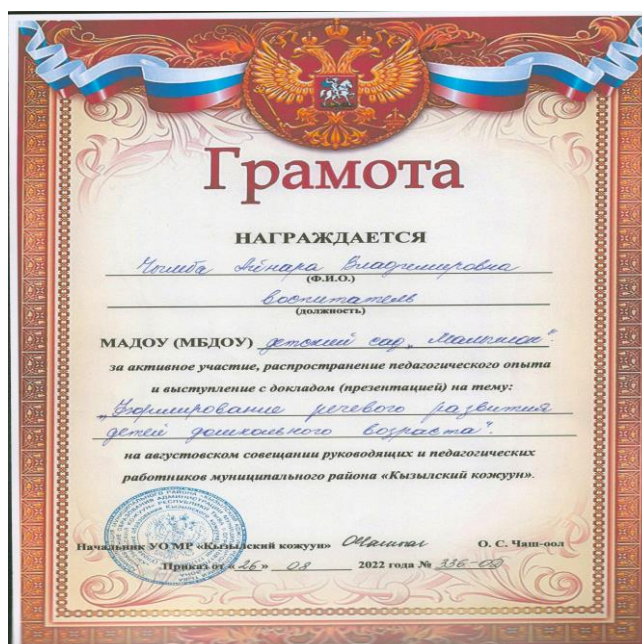 Грамота
НАГРАЖДАЕТСЯ
Айнара Владимировна
(Ф.И.О.)
воспитатель
(должность)
МАДОУ (МБДОУ) детский сад „Малышок".
за активное участие, распространение педагогического опыта
и выступление с докладом (презентацией) на тему:
„Формирование речевого развития
детей дошкольного возраста".
на августовском совещании руководящих и педагогических
работников муниципального района «Кызылский кожуун».
Начальник УО МР «Кызылский кожуун» О. С. Чаш-оол
Приказ от «26» 08 2022 года № 336-ОД